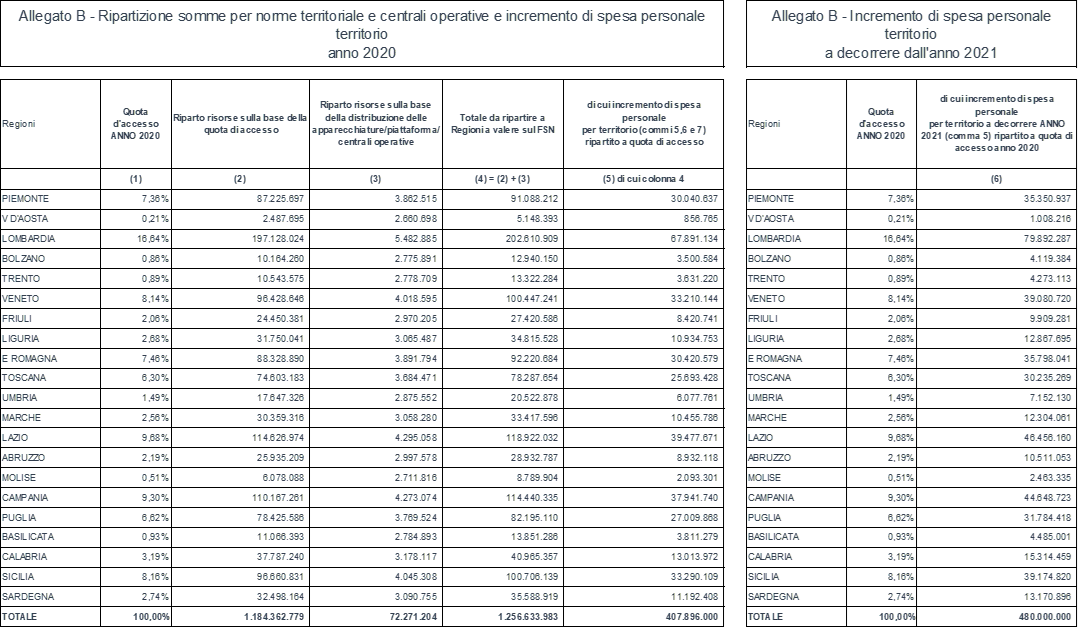 Allegato B - Ripartizione somme per norme territoriale e centrali operative e incremento di spesa personale
territorio
anno 2020
Regioni
Quota
d'accesso
ANNO 2020
Riparto risorse sulla base della
quota di accesso
Riparto risorse sulla base
della distribuzione delle
apparecchiature/piattaforma/
centrali operative
Totale da ripartire a
Regioni a valere sul FSN
di cui incremento di spesa
personale
per territorio (commi 5,6 e 7)
ripartito a quota di accesso
(1) (2) (3) (4) = (2) + (3) (5) di cui colonna 4
PIEMONTE 7,36% 87.225.697 3.862.515 91.088.212 30.040.637
V D'AOSTA 0,21% 2.487.695 2.660.698 5.148.393 856.765
LOMBARDIA 16,64% 197.128.024 5.482.885 202.610.909 67.891.134
BOLZANO 0,86% 10.164.260 2.775.891 12.940.150 3.500.584
TRENTO 0,89% 10.543.575 2.778.709 13.322.284 3.631.220
VENETO 8,14% 96.428.646 4.018.595 100.447.241 33.210.144
FRIULI 2,06% 24.450.381 2.970.205 27.420.586 8.420.741
LIGURIA 2,68% 31.750.041 3.065.487 34.815.528 10.934.753
E ROMAGNA 7,46% 88.328.890 3.891.794 92.220.684 30.420.579
TOSCANA 6,30% 74.603.183 3.684.471 78.287.654 25.693.428
UMBRIA 1,49% 17.647.326 2.875.552 20.522.878 6.077.761
MARCHE 2,56% 30.359.316 3.058.280 33.417.596 10.455.786
LAZIO 9,68% 114.626.974 4.295.058 118.922.032 39.477.671
ABRUZZO 2,19% 25.935.209 2.997.578 28.932.787 8.932.118
MOLISE 0,51% 6.078.088 2.711.816 8.789.904 2.093.301
CAMPANIA 9,30% 110.167.261 4.273.074 114.440.335 37.941.740
PUGLIA 6,62% 78.425.586 3.769.524 82.195.110 27.009.868
BASILICATA 0,93% 11.066.393 2.784.893 13.851.286 3.811.279
CALABRIA 3,19% 37.787.240 3.178.117 40.965.357 13.013.972
SICILIA 8,16% 96.660.831 4.045.308 100.706.139 33.290.109
SARDEGNA 2,74% 32.498.164 3.090.755 35.588.919 11.192.408
TOTALE 100,00% 1.184.362.779 72.271.204 1.256.633.983 407.896.000
Allegato B - Incremento di spesa personale
territorio
a decorrere dall'anno 2021
Regioni
Quota
d'accesso
ANNO 2020
di cui incremento di spesa
personale
per territorio a decorrere ANNO
2021 (comma 5) ripartito a quota di
accesso anno 2020
(6)
PIEMONTE 7,36% 35.350.937
V D'AOSTA 0,21% 1.008.216
LOMBARDIA 16,64% 79.892.287
BOLZANO 0,86% 4.119.384
TRENTO 0,89% 4.273.113
VENETO 8,14% 39.080.720
FRIULI 2,06% 9.909.281
LIGURIA 2,68% 12.867.695
E ROMAGNA 7,46% 35.798.041
TOSCANA 6,30% 30.235.269
UMBRIA 1,49% 7.152.130
MARCHE 2,56% 12.304.061
LAZIO 9,68% 46.456.160
ABRUZZO 2,19% 10.511.053
MOLISE 0,51% 2.463.335
CAMPANIA 9,30% 44.648.723
PUGLIA 6,62% 31.784.418
BASILICATA 0,93% 4.485.001
CALABRIA 3,19% 15.314.459
SICILIA 8,16% 39.174.820
SARDEGNA 2,74% 13.170.896
TOTALE 100,00% 480.000.000